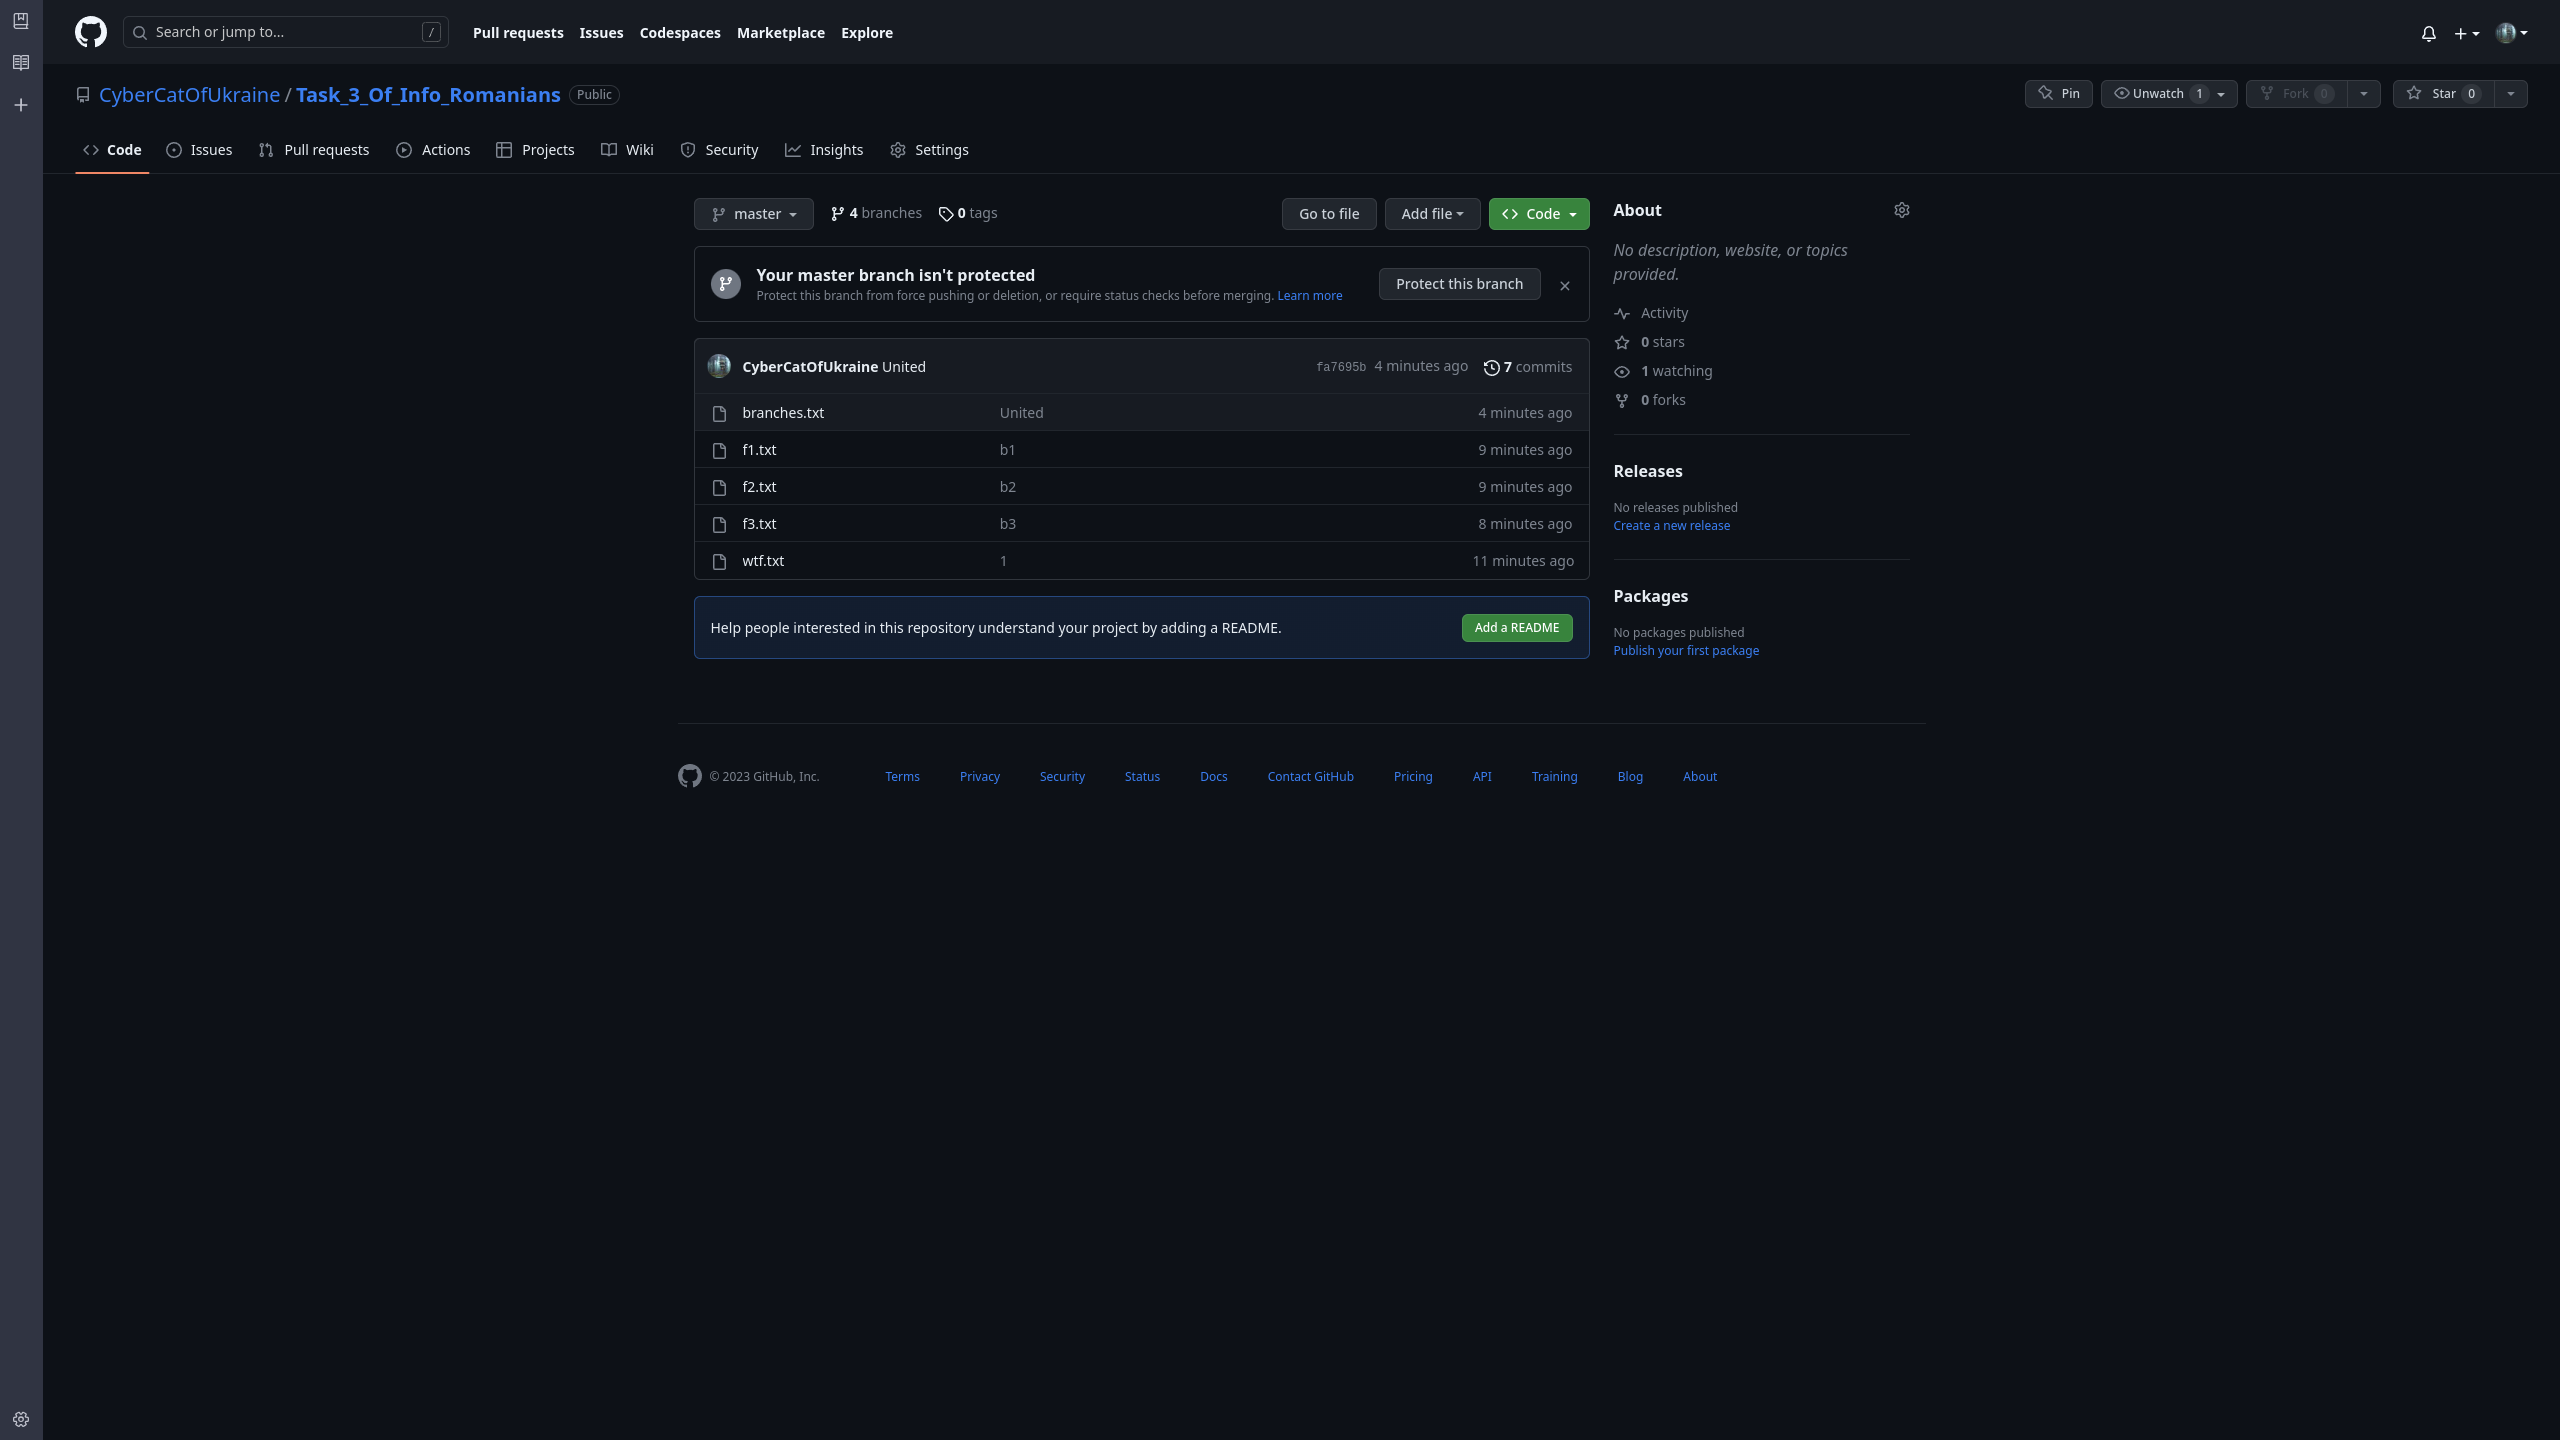 Search or jump to... /
Pull requests Issues Codespaces Marketplace Explore
CyberCatOfUkraine / Task_3_Of_Info_Romanians Public
Pin Unwatch 1 Fork 0 Star 0
Code Issues Pull requests Actions Projects Wiki Security Insights Settings
master 4 branches 0 tags Go to file Add file Code
Your master branch isn't protected
Protect this branch from force pushing or deletion, or require status checks before merging. Learn more
Protect this branch
CyberCatOfUkraine United fa7695b 4 minutes ago 7 commits
branches.txt United 4 minutes ago
f1.txt b1 9 minutes ago
f2.txt b2 9 minutes ago
f3.txt b3 8 minutes ago
wtf.txt 1 11 minutes ago
Help people interested in this repository understand your project by adding a README. Add a README
About
No description, website, or topics
provided.
Activity
0 stars
1 watching
0 forks
Releases
No releases published
Create a new release
Packages
No packages published
Publish your first package
© 2023 GitHub, Inc. Terms Privacy Security Status Docs Contact GitHub Pricing API Training Blog About